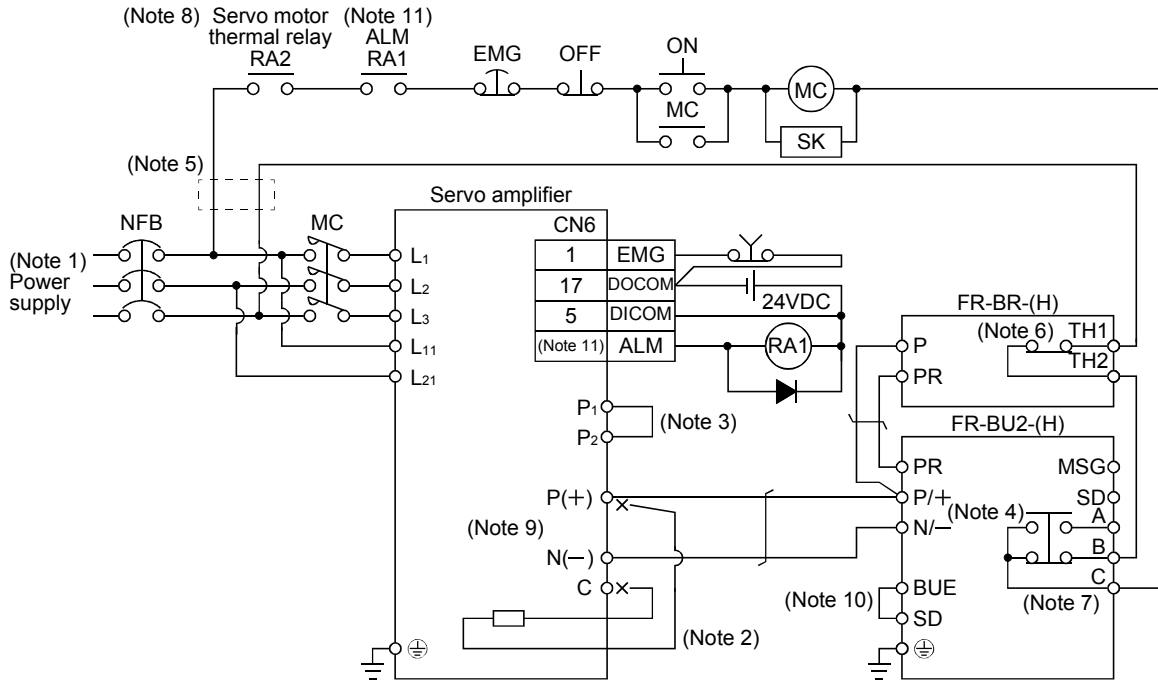 (Note 8) Servo motor thermal relay RA2
(Note 11) ALM RA1
EMG
OFF
ON
MC
MC
SK
(Note 5)
NFB
MC
(Note 1) Power supply
Servo amplifier
L1
L2
L3
L11
L21
CN6
1 EMG
17 DOCOM
5 DICOM
(Note 11) ALM
24VDC
RA1
P1
P2
(Note 3)
P(+)
(Note 9)
N(−)
C
(Note 2)
FR-BR-(H)
P
PR
(Note 6)
TH1
TH2
FR-BU2-(H)
PR
P/+
N/−
MSG
SD
(Note 4)
A
B
C
(Note 7)
BUE
SD
(Note 10)